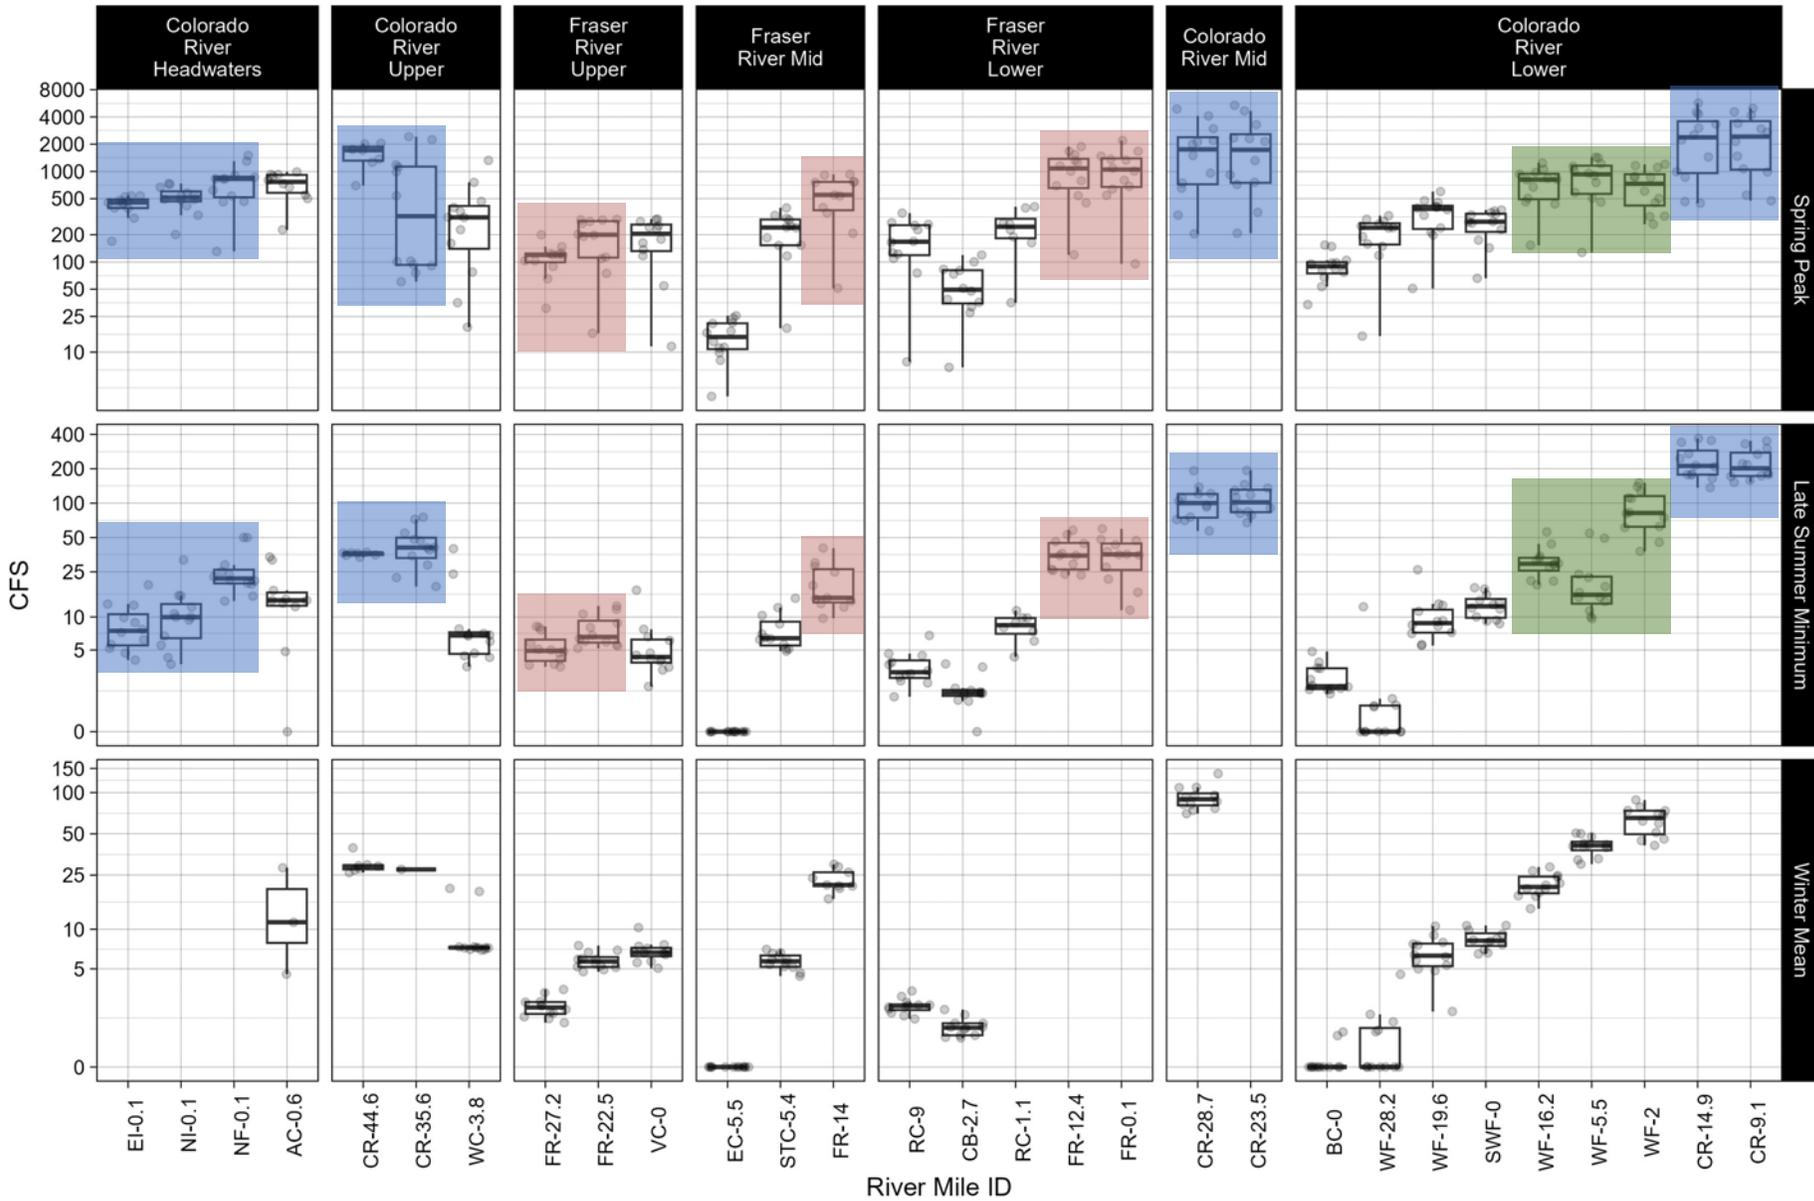 Colorado
River
Headwaters
Colorado
River
Upper
Fraser
River
Upper
Fraser
River Mid
Fraser
River
Lower
Colorado
River Mid
Colorado
River
Lower
8000
4000
2000
1000
500
200
100
50
25
10
Spring Peak
400
200
100
50
25
10
5
0
Late Summer Minimum
CFS
150
100
50
25
10
5
0
Winter Mean
EI-0.1
NI-0.1
NF-0.1
AC-0.6
CR-44.6
CR-35.6
WC-3.8
FR-27.2
FR-22.5
VC-0
EC-5.5
STC-5.4
FR-14
RC-9
CB-2.7
RC-1.1
FR-12.4
FR-0.1
CR-28.7
CR-23.5
BC-0
WF-28.2
WF-19.6
SWF-0
WF-16.2
WF-5.5
WF-2
CR-14.9
CR-9.1
River Mile ID